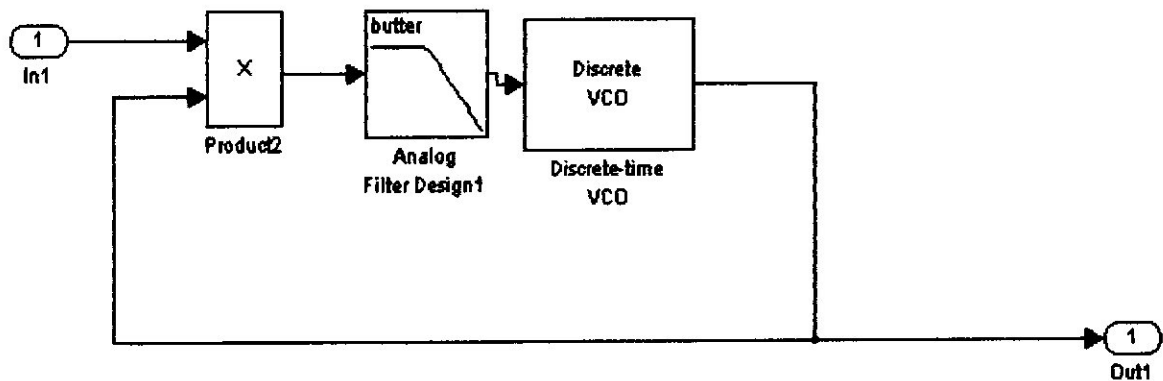 1
In1
×
Product2
butter
Analog
Filter Design1
Discrete
VCO
Discrete-time
VCO
1
Out1